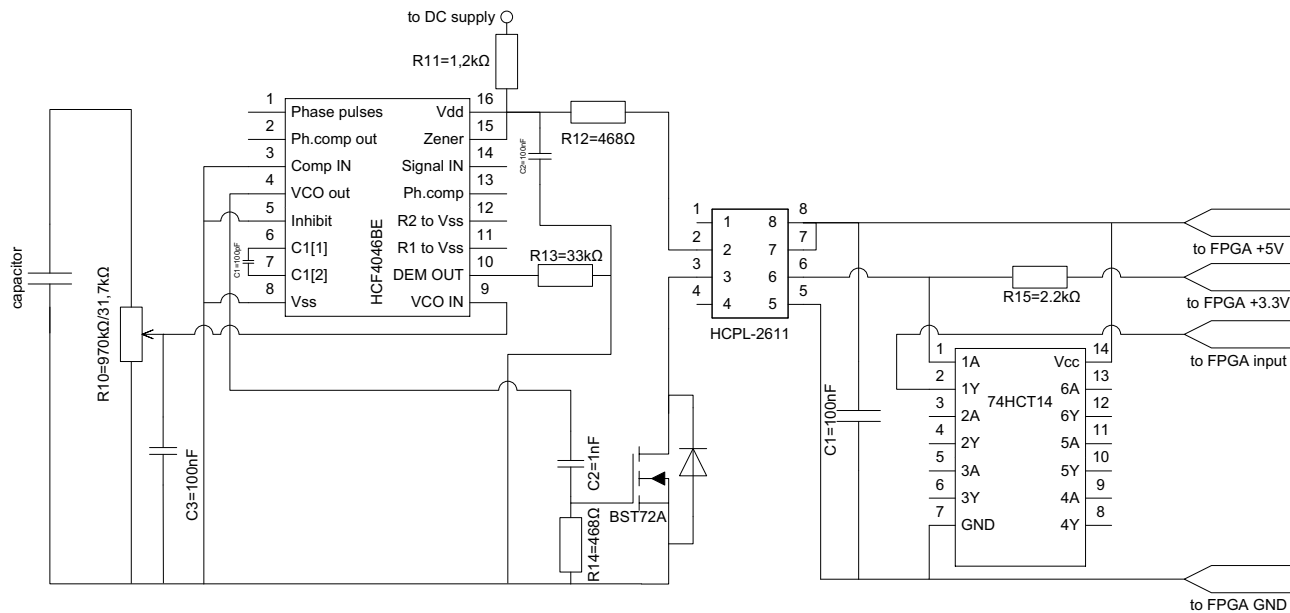 to DC supply
R11=1,2kΩ
1 Phase pulses Vdd 16
2 Ph.comp out Zener 15
3 Comp IN Signal IN 14
4 VCO out Ph.comp 13
5 Inhibit R2 to Vss 12
6 C1[1] R1 to Vss 11
7 C1[2] DEM OUT 10
8 Vss VCO IN 9
HCF4046BE
C1=100pF
C2=100nF
R12=468Ω
R13=33kΩ
capacitor
R10=970kΩ/31,7kΩ
C3=100nF
C2=1nF
R14=468Ω
BST72A
1 1 8 8
2 2 7 7
3 3 6 6
4 4 5 5
HCPL-2611
C1=100nF
R15=2.2kΩ
to FPGA +5V
to FPGA +3.3V
to FPGA input
1 1A Vcc 14
2 1Y 6A 13
74HCT14
3 2A 6Y 12
4 2Y 5A 11
5 3A 5Y 10
6 3Y 4A 9
7 GND 4Y 8
to FPGA GND